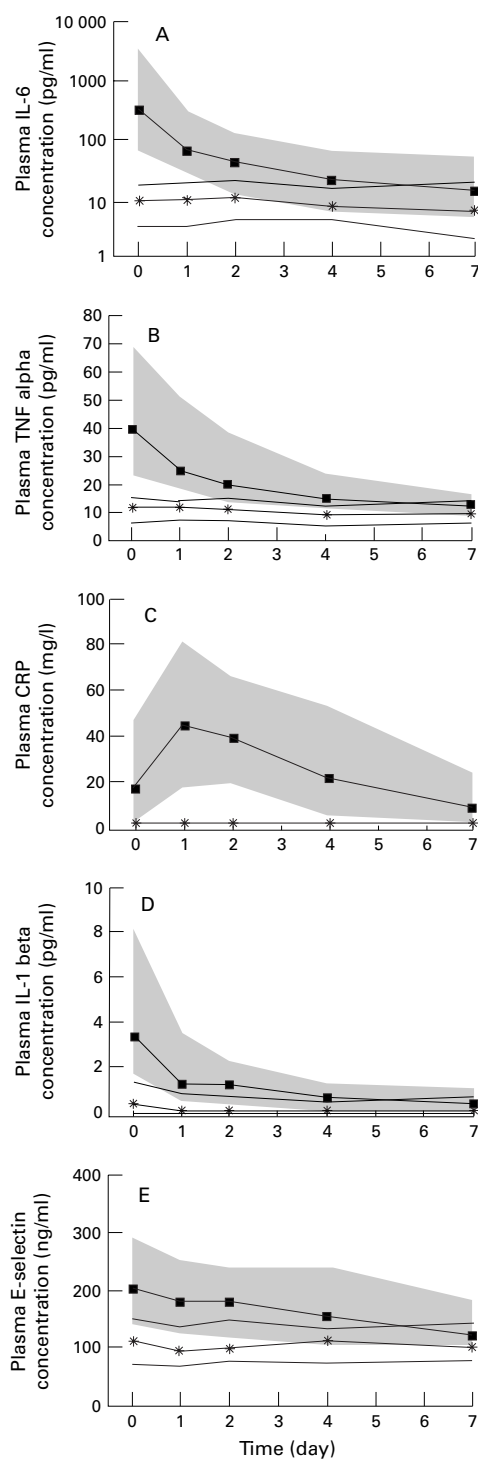 Plasma IL-6
concentration (pg/ml)
A
10 000
1000
100
10
1
0 1 2 3 4 5 6 7
Plasma TNF alpha
concentration (pg/ml)
B
80
70
60
50
40
30
20
10
0
0 1 2 3 4 5 6 7
Plasma CRP
concentration (mg/l)
C
100
80
60
40
20
0
0 1 2 3 4 5 6 7
Plasma IL-1 beta
concentration (pg/ml)
D
10
8
6
4
2
0
0 1 2 3 4 5 6 7
Plasma E-selectin
concentration (ng/ml)
E
400
300
200
100
0
0 1 2 3 4 5 6 7
Time (day)